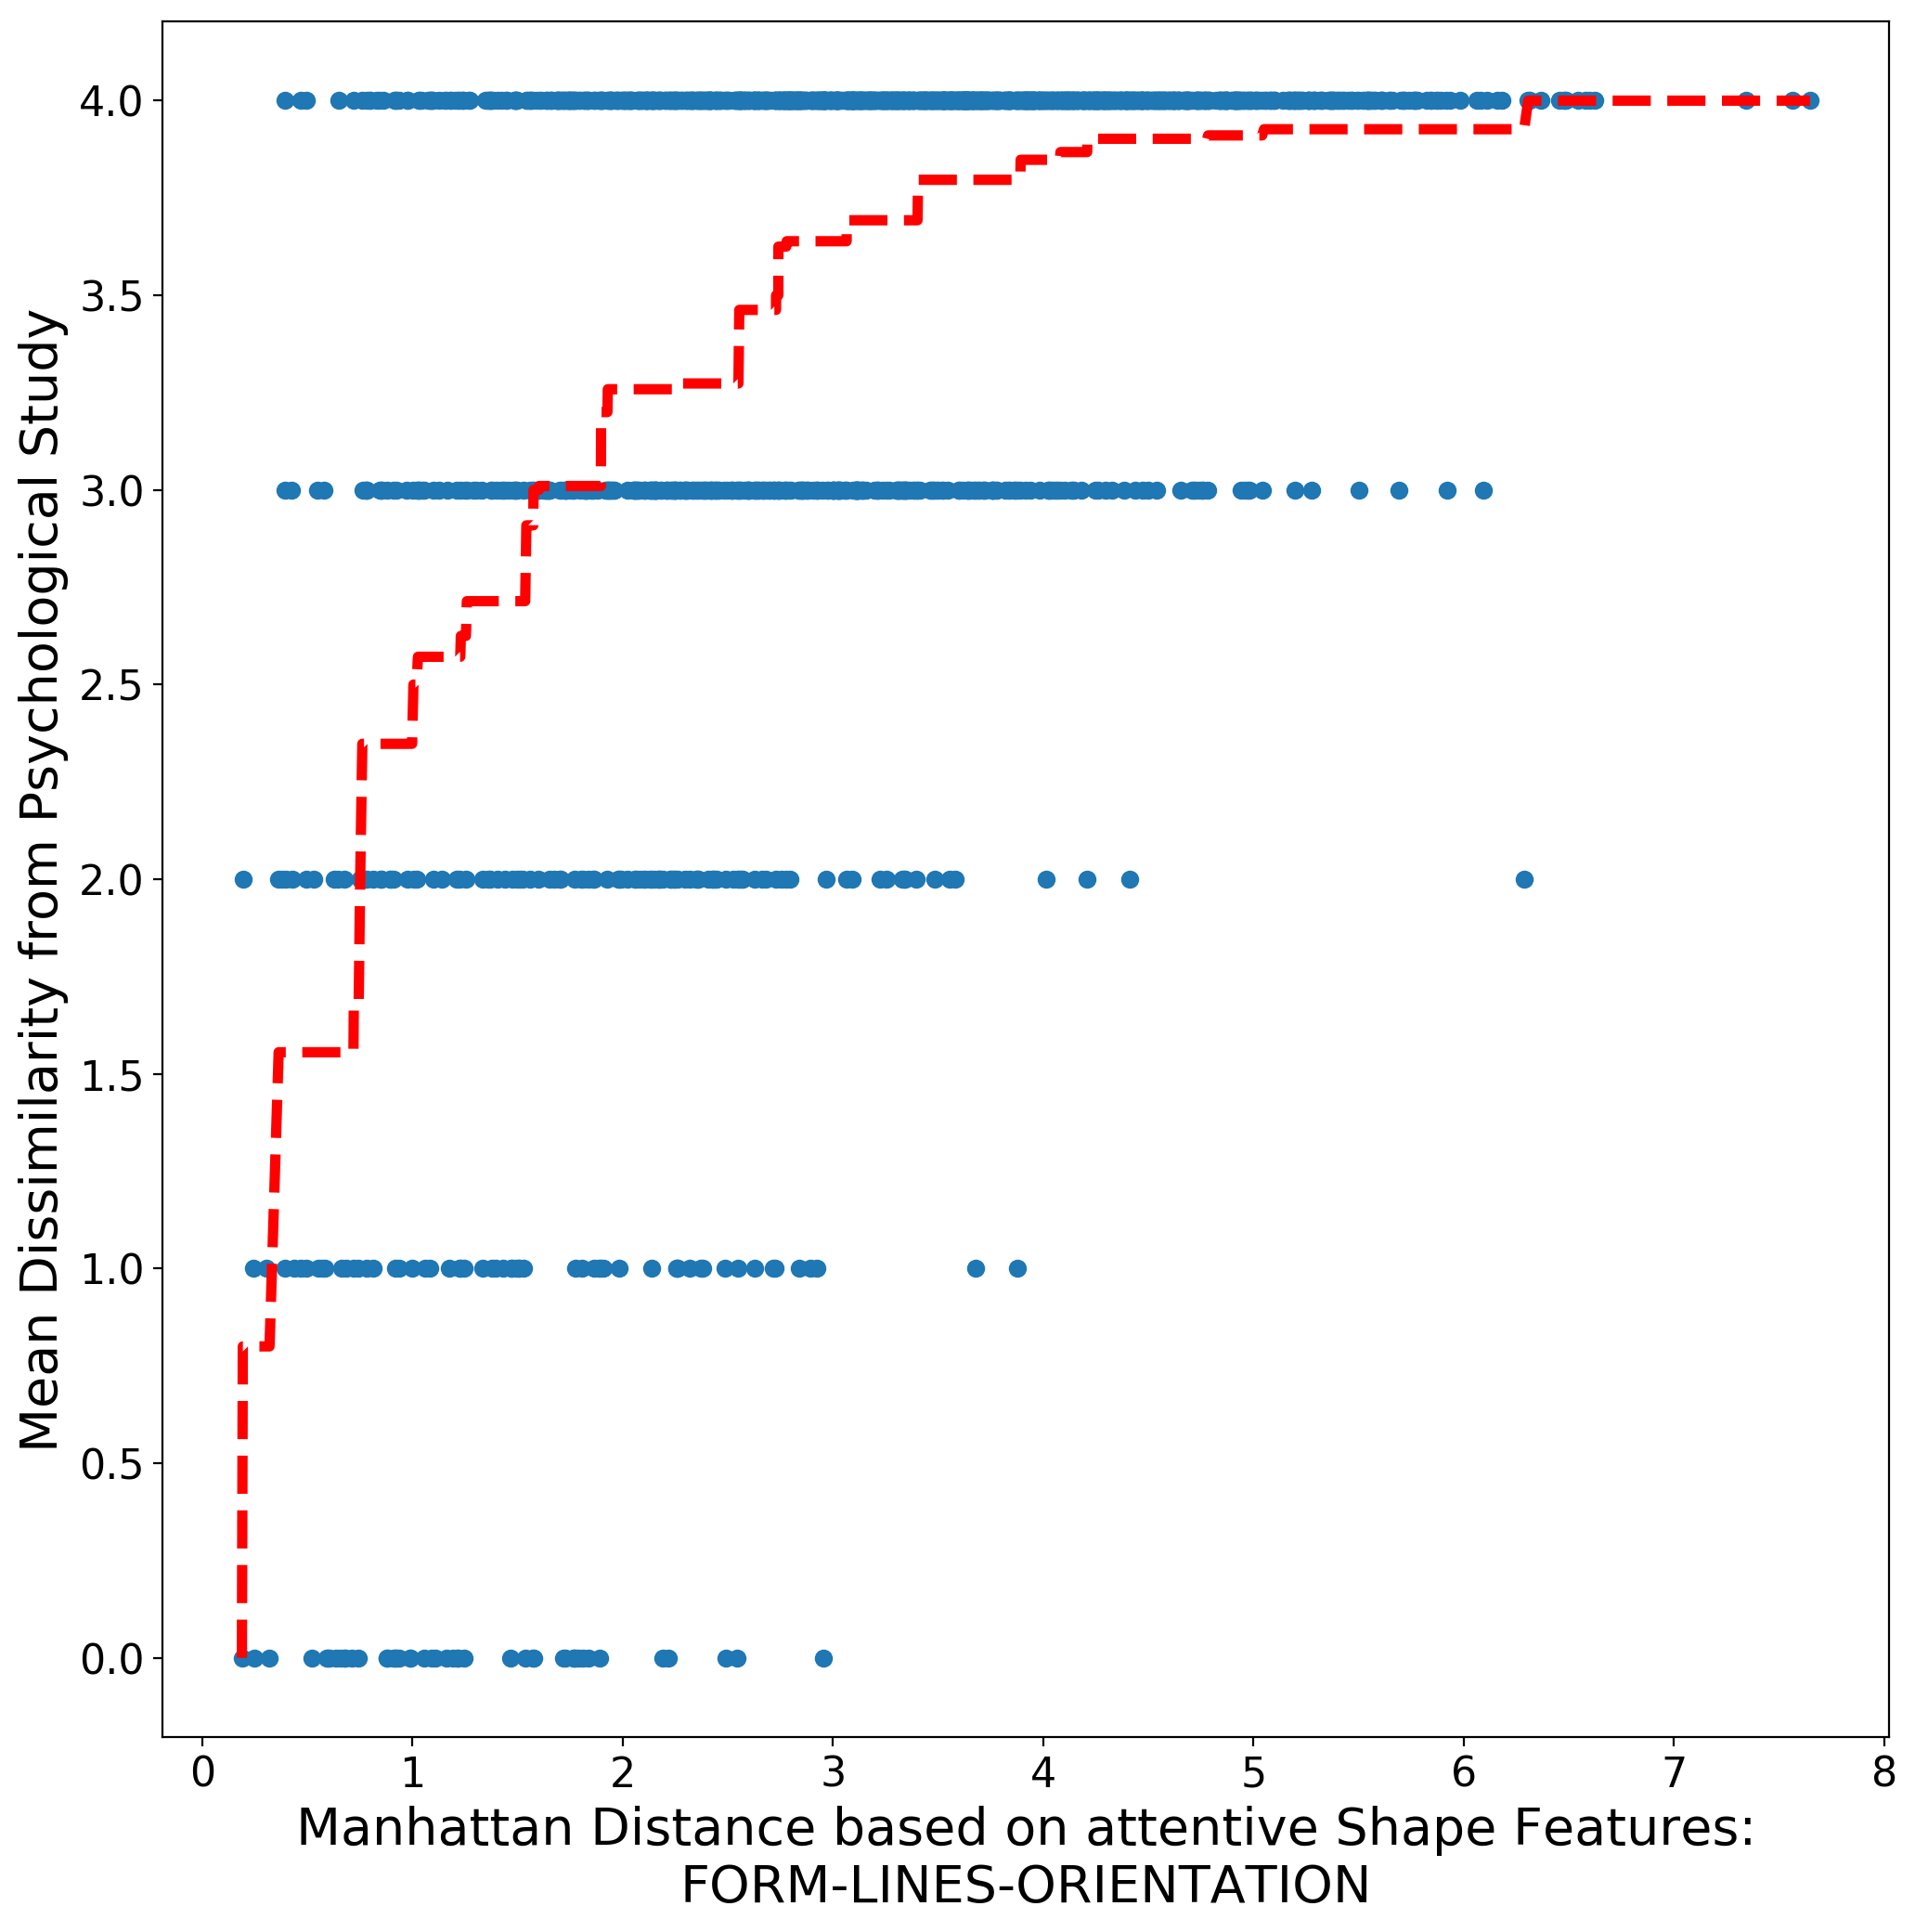 Mean Dissimilarity from Psychological Study
4.0
3.5
3.0
2.5
2.0
1.5
1.0
0.5
0.0
0 1 2 3 4 5 6 7 8
Manhattan Distance based on attentive Shape Features:
FORM-LINES-ORIENTATION